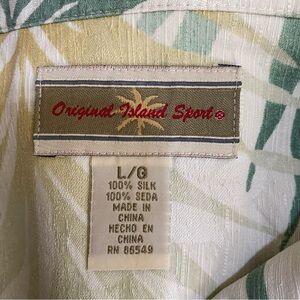 Original Island Sport®
L/G
100% SILK
100% SEDA
MADE IN
CHINA
HECHO EN
CHINA
RN 86549